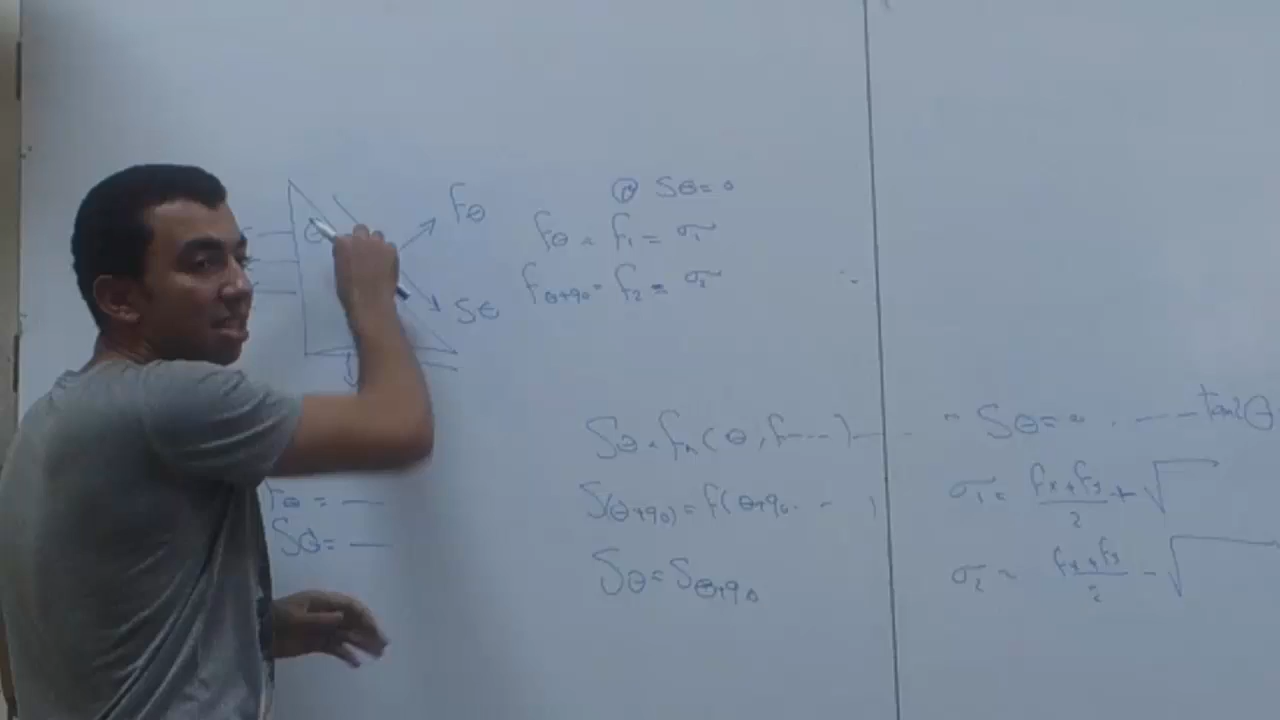 fθ
Sθ
θ
Sθ = 0
fθ = f₁ = σ₁
fθ+90 = f₂ = σ₂
Sθ = fn(θ, f---)---
S(θ+90) = f(θ+90. - )
Sθ = Sθ+90
fθ = —
Sθ = —
Sθ = 0 . --- tan2θ
σ₁ = fx+fy/2 + √
σ₂ = fx+fy/2 - √